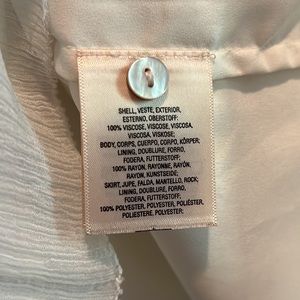 SHELL, VESTE, EXTERIOR,
ESTERNO, OBERSTOFF:
100% VISCOSE, VISCOSE, VISCOSA,
VISCOSA, VISKOSE;
BODY, CORPS, CUERPO, CORPO, KÖRPER;
LINING, DOUBLURE, FORRO,
FODERA, FUTTERSTOFF:
100% RAYON, RAYONNE, RAYÓN,
RAYON, KUNSTSEIDE;
SKIRT, JUPE, FALDA, MANTELLO, ROCK;
LINING, DOUBLURE, FORRO,
FODERA, FUTTERSTOFF:
100% POLYESTER, POLYESTER, POLIÉSTER,
POLIESTERE, POLYESTER;